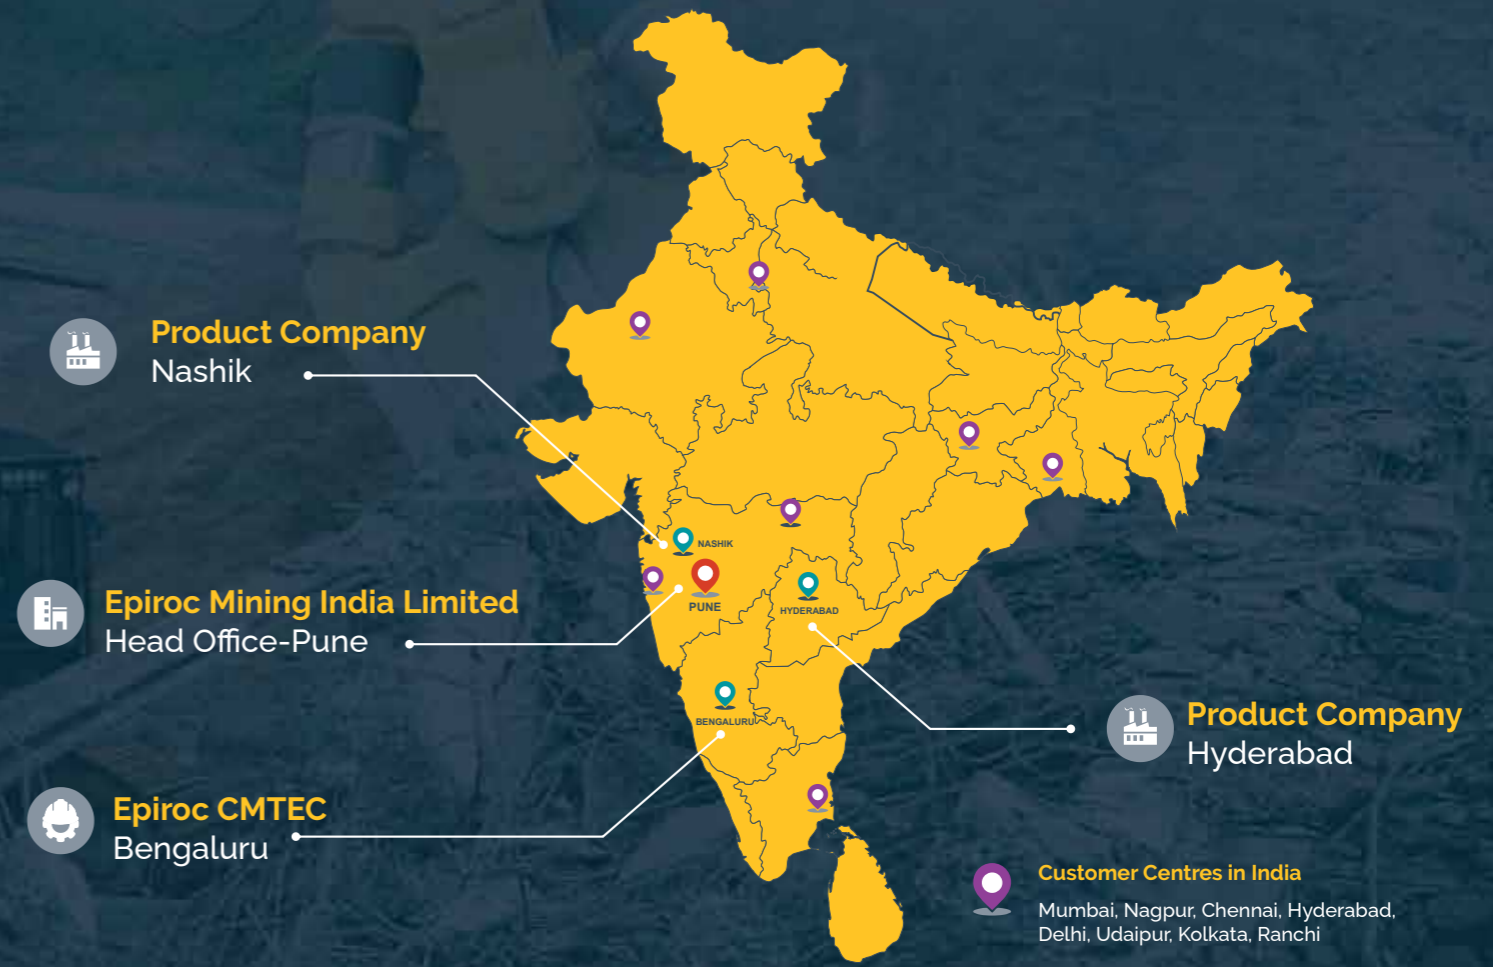 Product Company
Nashik
NASHIK
Epiroc Mining India Limited
Head Office-Pune
PUNE
HYDERABAD
Product Company
Hyderabad
BENGALURU
Epiroc CMTEC
Bengaluru
Customer Centres in India
Mumbai, Nagpur, Chennai, Hyderabad,
Delhi, Udaipur, Kolkata, Ranchi